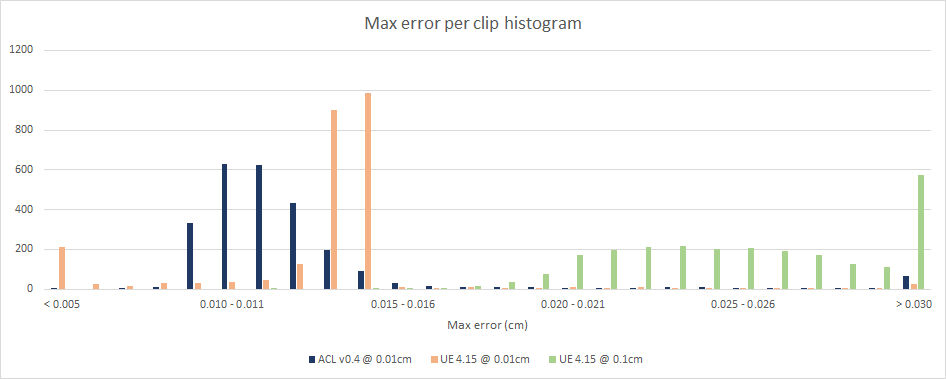 Max error per clip histogram
1200
1000
800
600
400
200
0
< 0.005
0.010 - 0.011
0.015 - 0.016
0.020 - 0.021
0.025 - 0.026
> 0.030
Max error (cm)
ACL v0.4 @ 0.01cm
UE 4.15 @ 0.01cm
UE 4.15 @ 0.1cm